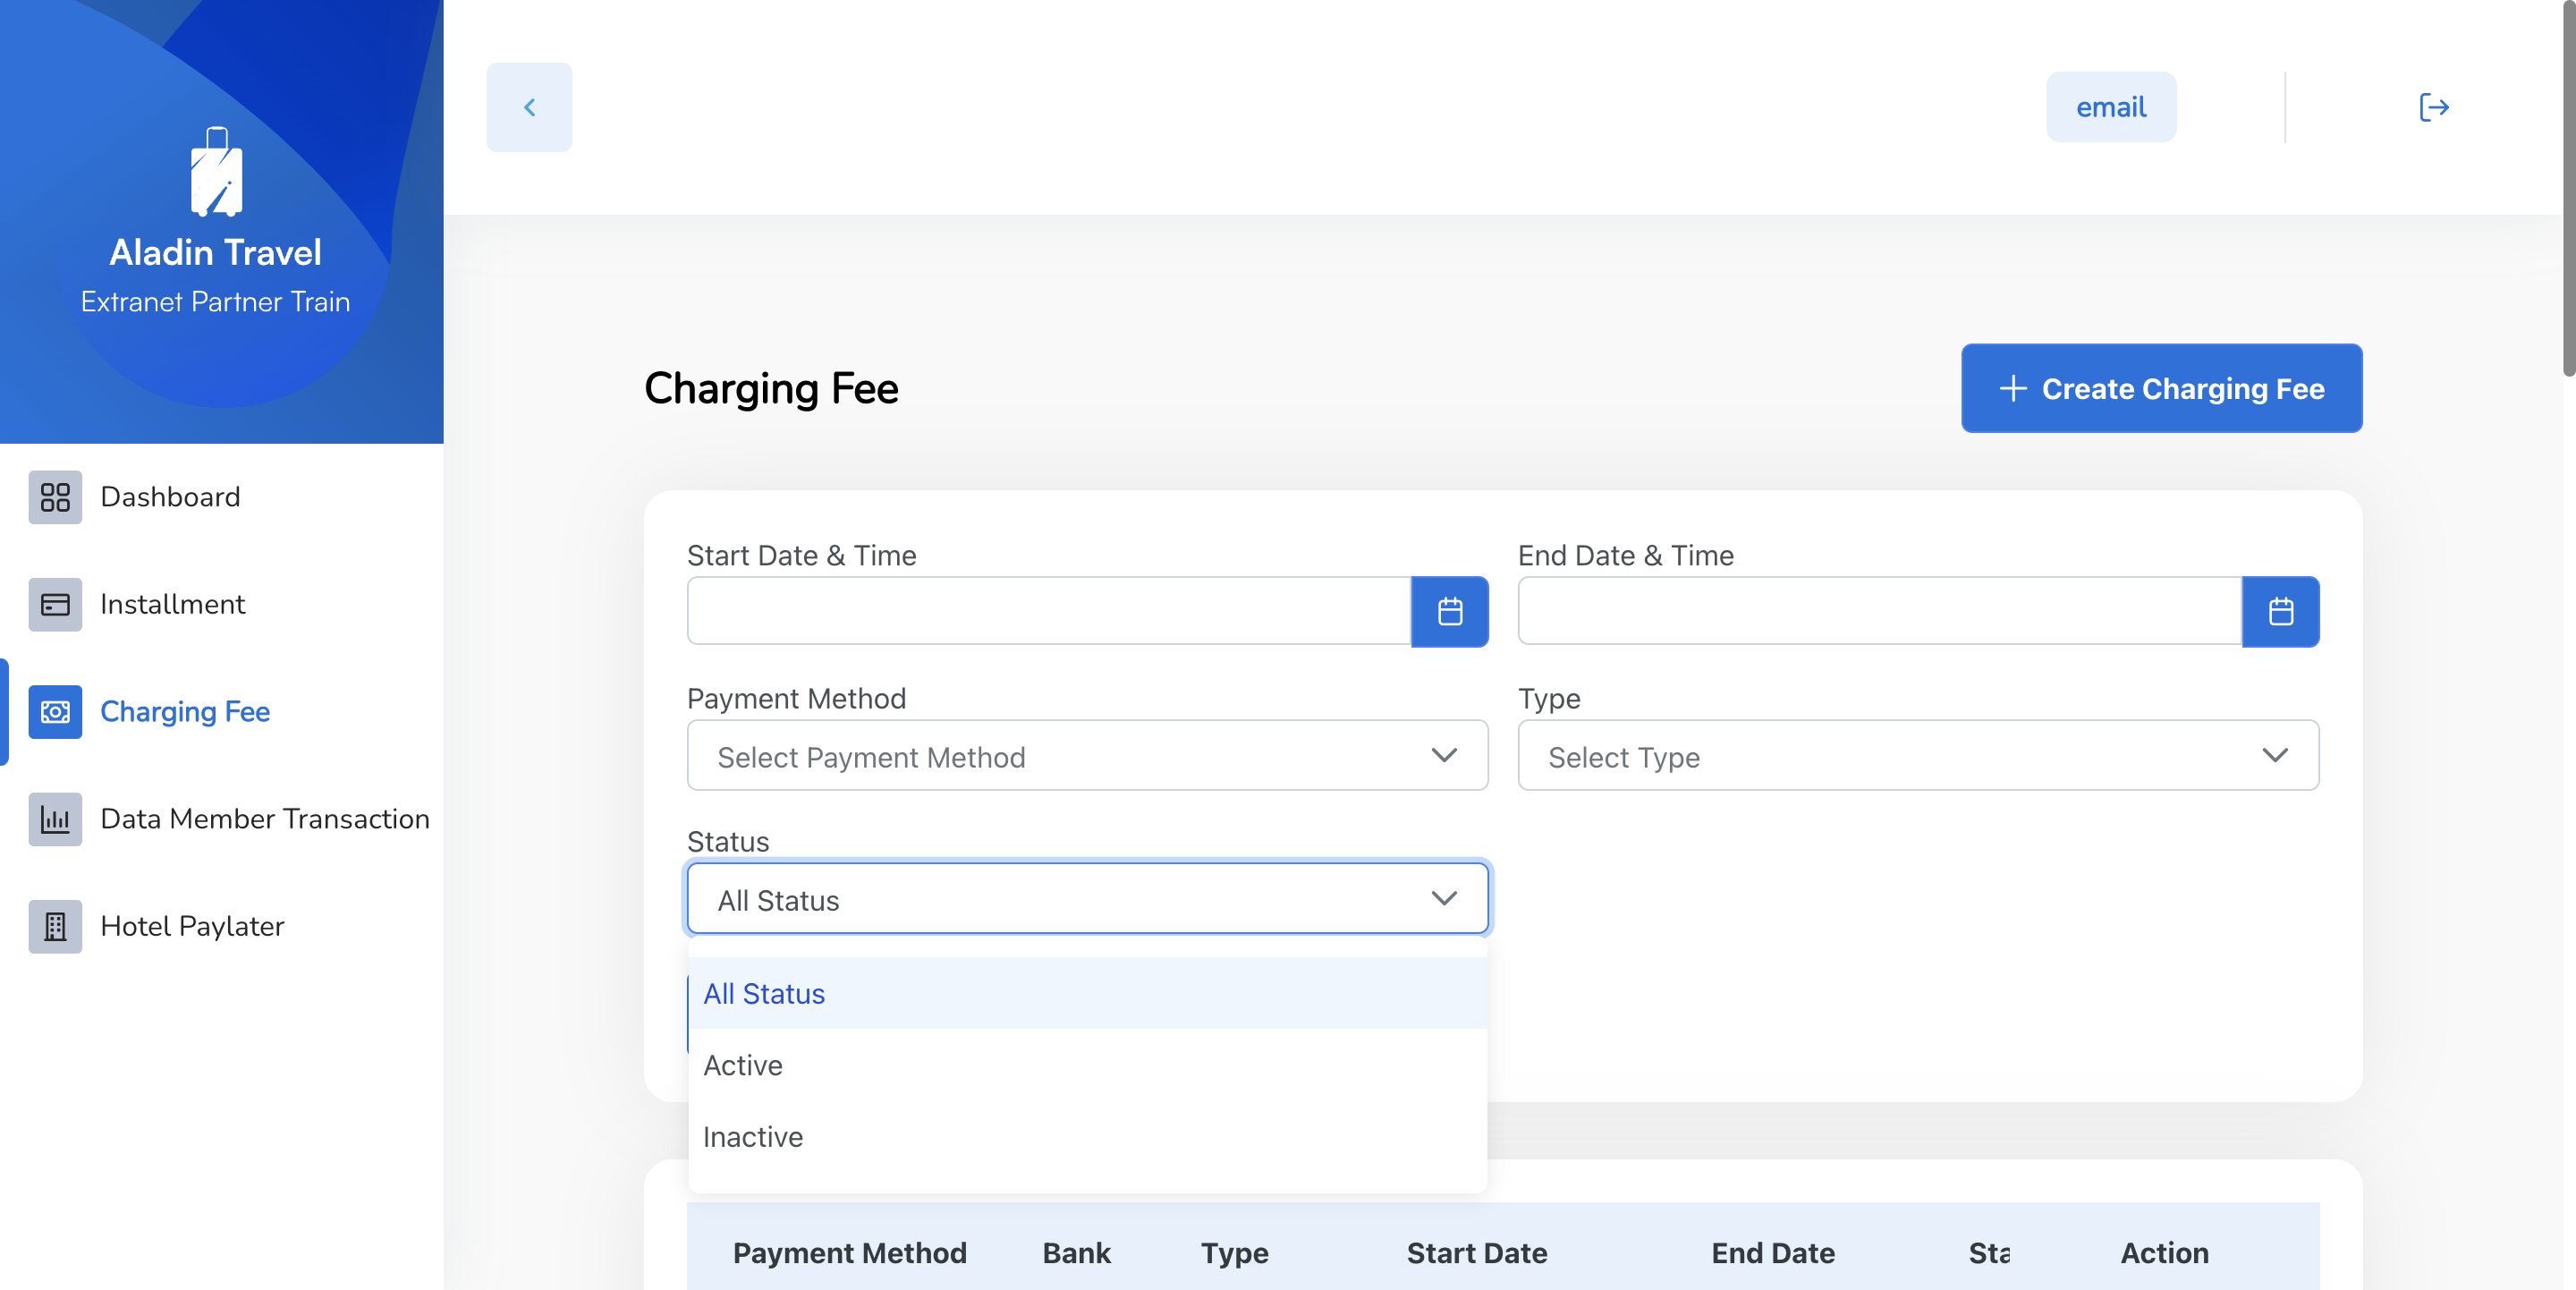 Aladin Travel
Extranet Partner Train
Dashboard
Installment
Charging Fee
Data Member Transaction
Hotel Paylater
email
Charging Fee
Create Charging Fee
Start Date & Time
End Date & Time
Payment Method
Type
Select Payment Method
Select Type
Status
All Status
All Status
Active
Inactive
Payment Method Bank Type Start Date End Date Sta Action